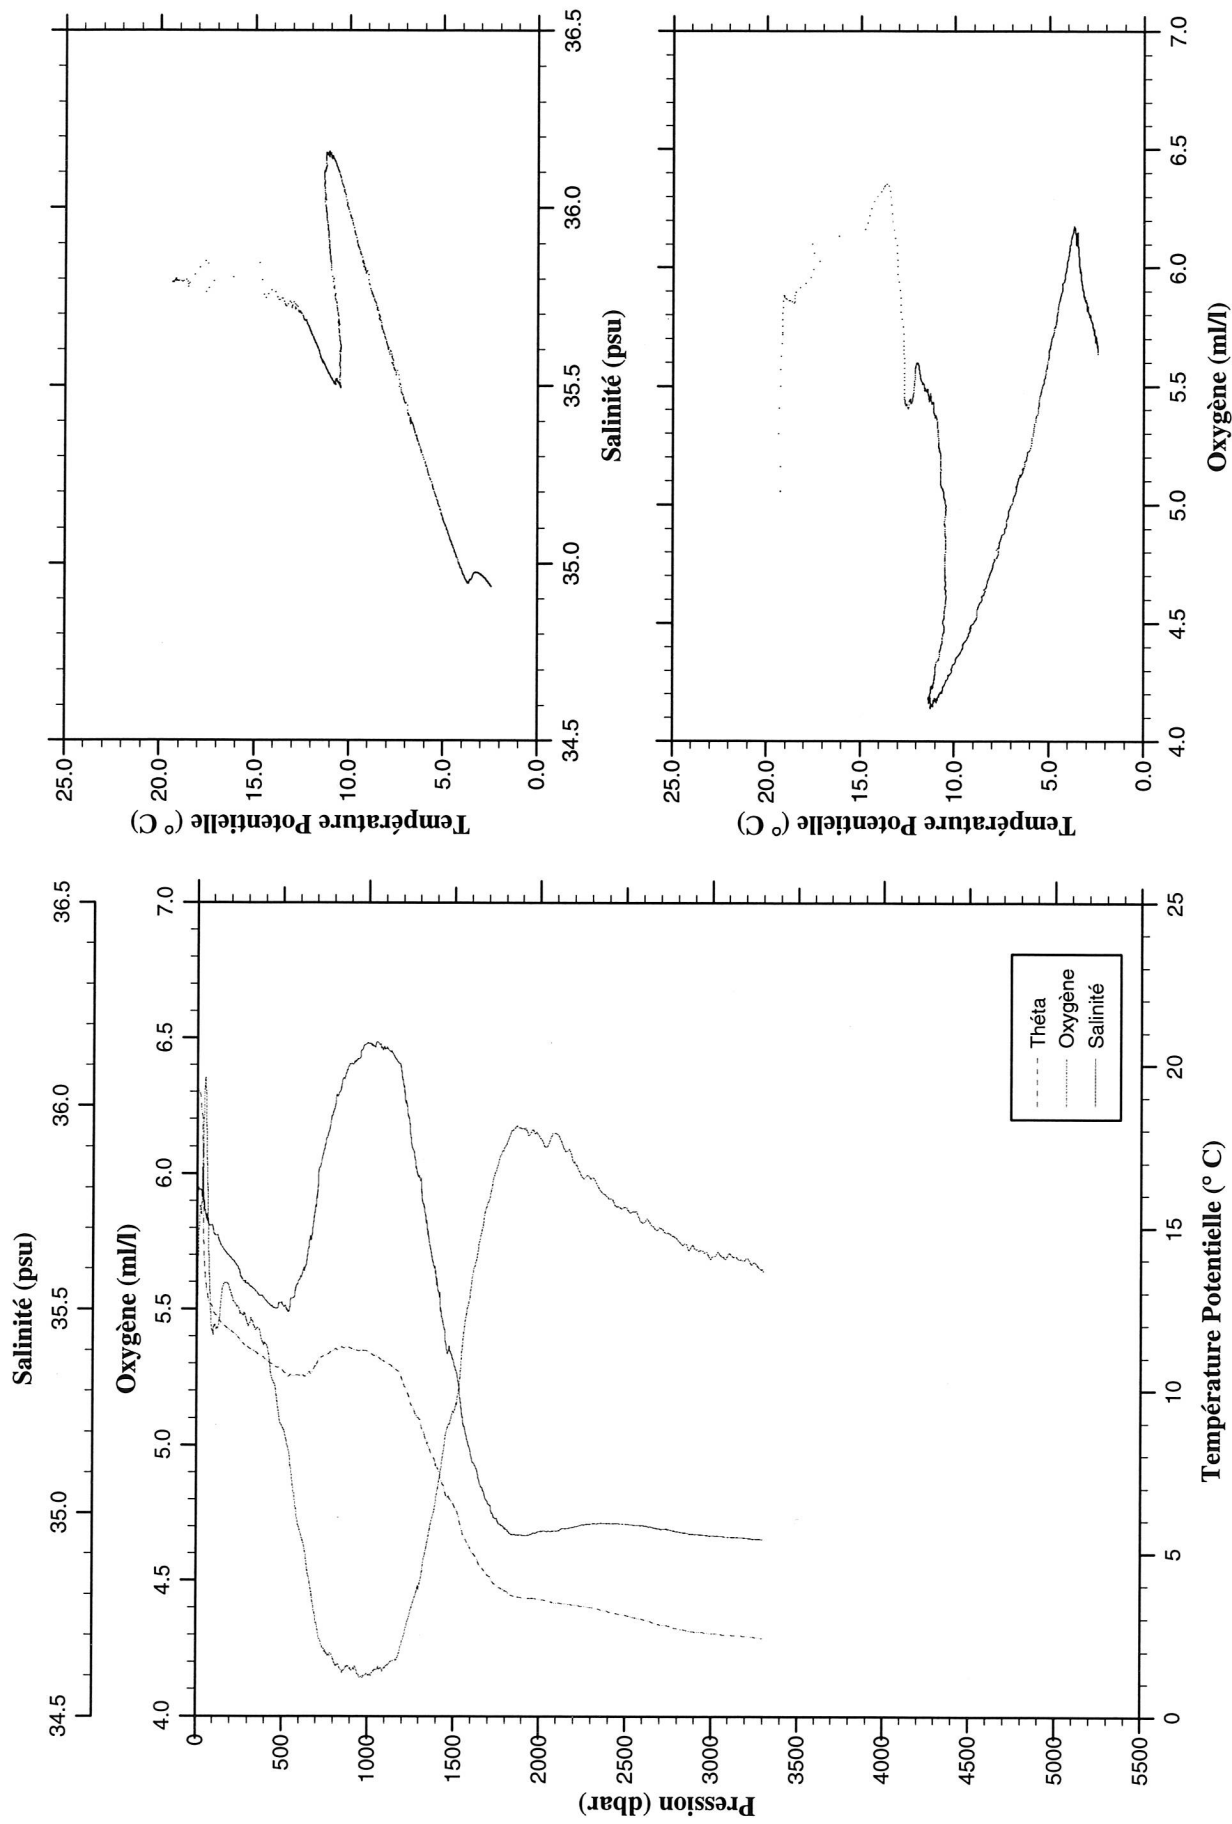 Salinité (psu)
34.5 35.0 35.5 36.0 36.5
Oxygène (ml/l)
4.0 4.5 5.0 5.5 6.0 6.5 7.0
Pression (dbar)
0
500
1000
1500
2000
2500
3000
3500
4000
4500
5000
5500
Théta
Oxygène
Salinité
0 5 10 15 20 25
Température Potentielle (° C)
Température Potentielle (° C)
25.0
20.0
15.0
10.0
5.0
0.0
34.5 35.0 35.5 36.0 36.5
Salinité (psu)
Température Potentielle (° C)
25.0
20.0
15.0
10.0
5.0
0.0
4.0 4.5 5.0 5.5 6.0 6.5 7.0
Oxygène (ml/l)